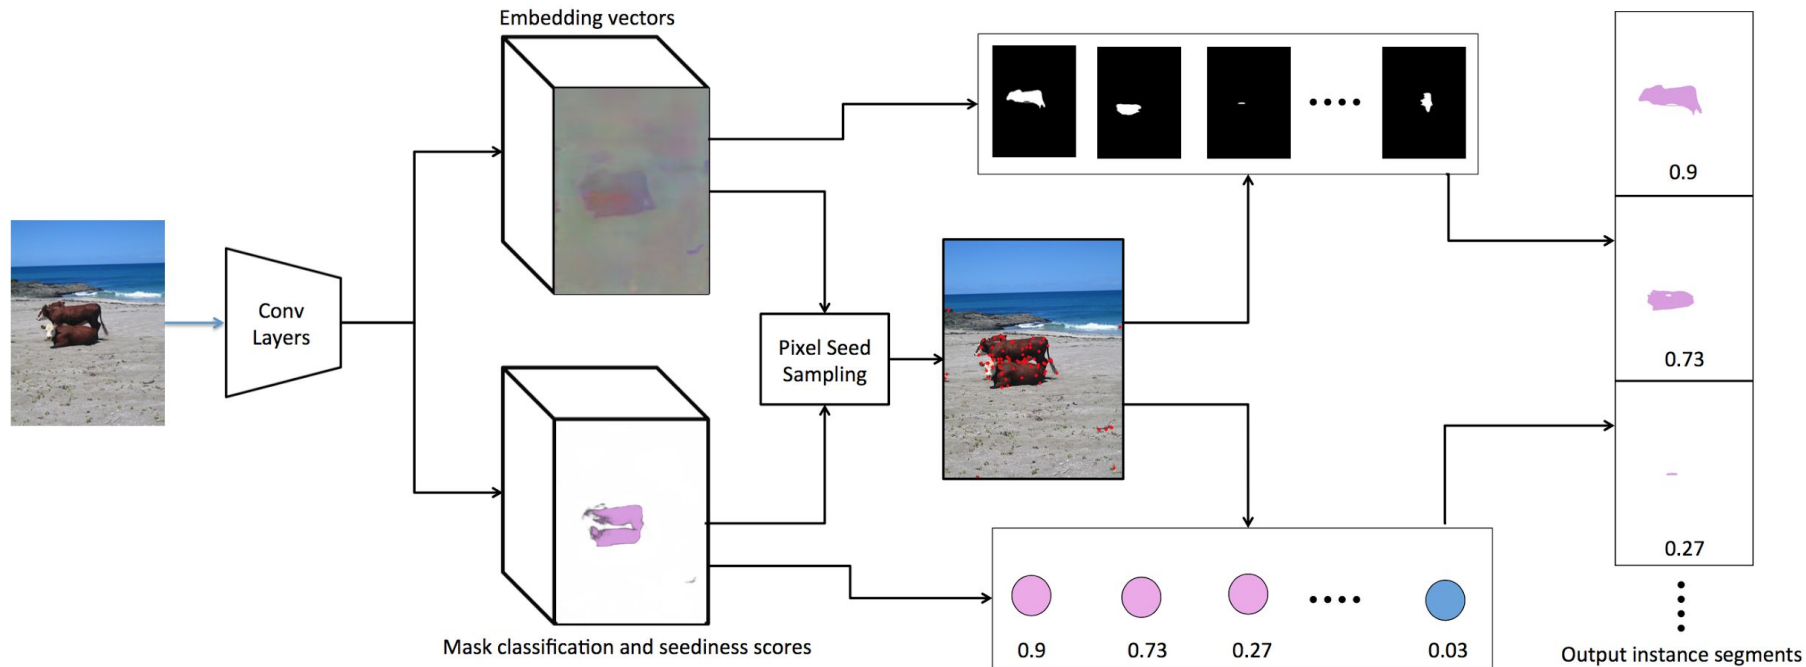 Embedding vectors
Conv
Layers
Pixel Seed
Sampling
Mask classification and seediness scores
0.9
0.73
0.27
0.03
0.9
0.73
0.27
Output instance segments